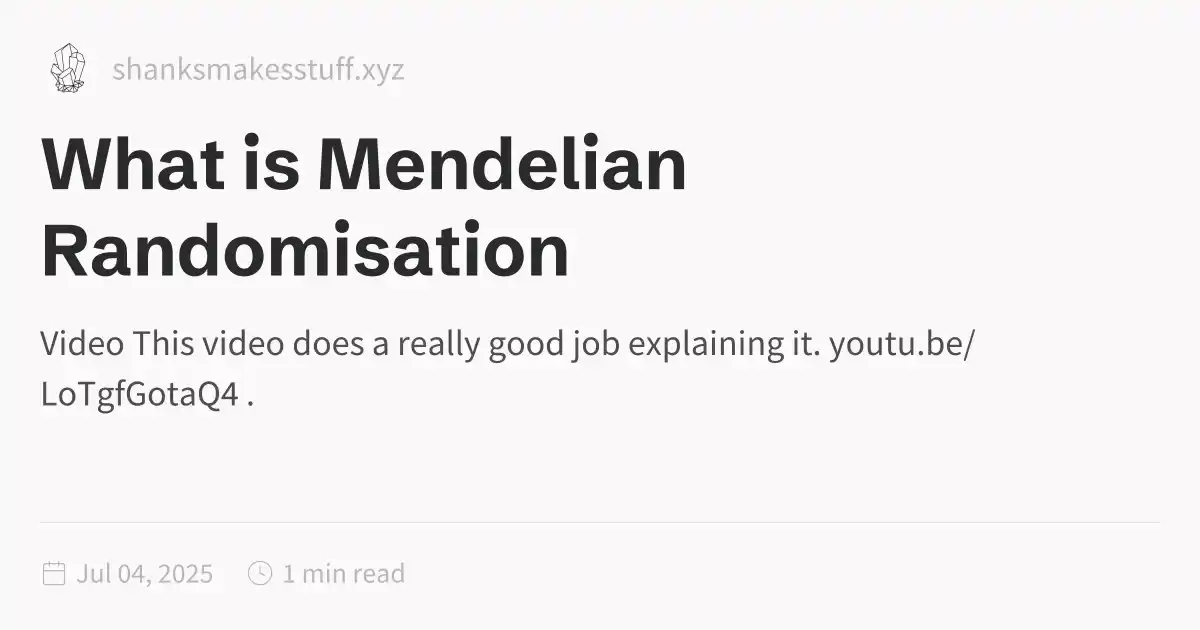 shanksmakesstuff.xyz
What is Mendelian
Randomisation
Video This video does a really good job explaining it. youtu.be/
LoTgfGotaQ4 .
Jul 04, 2025 1 min read